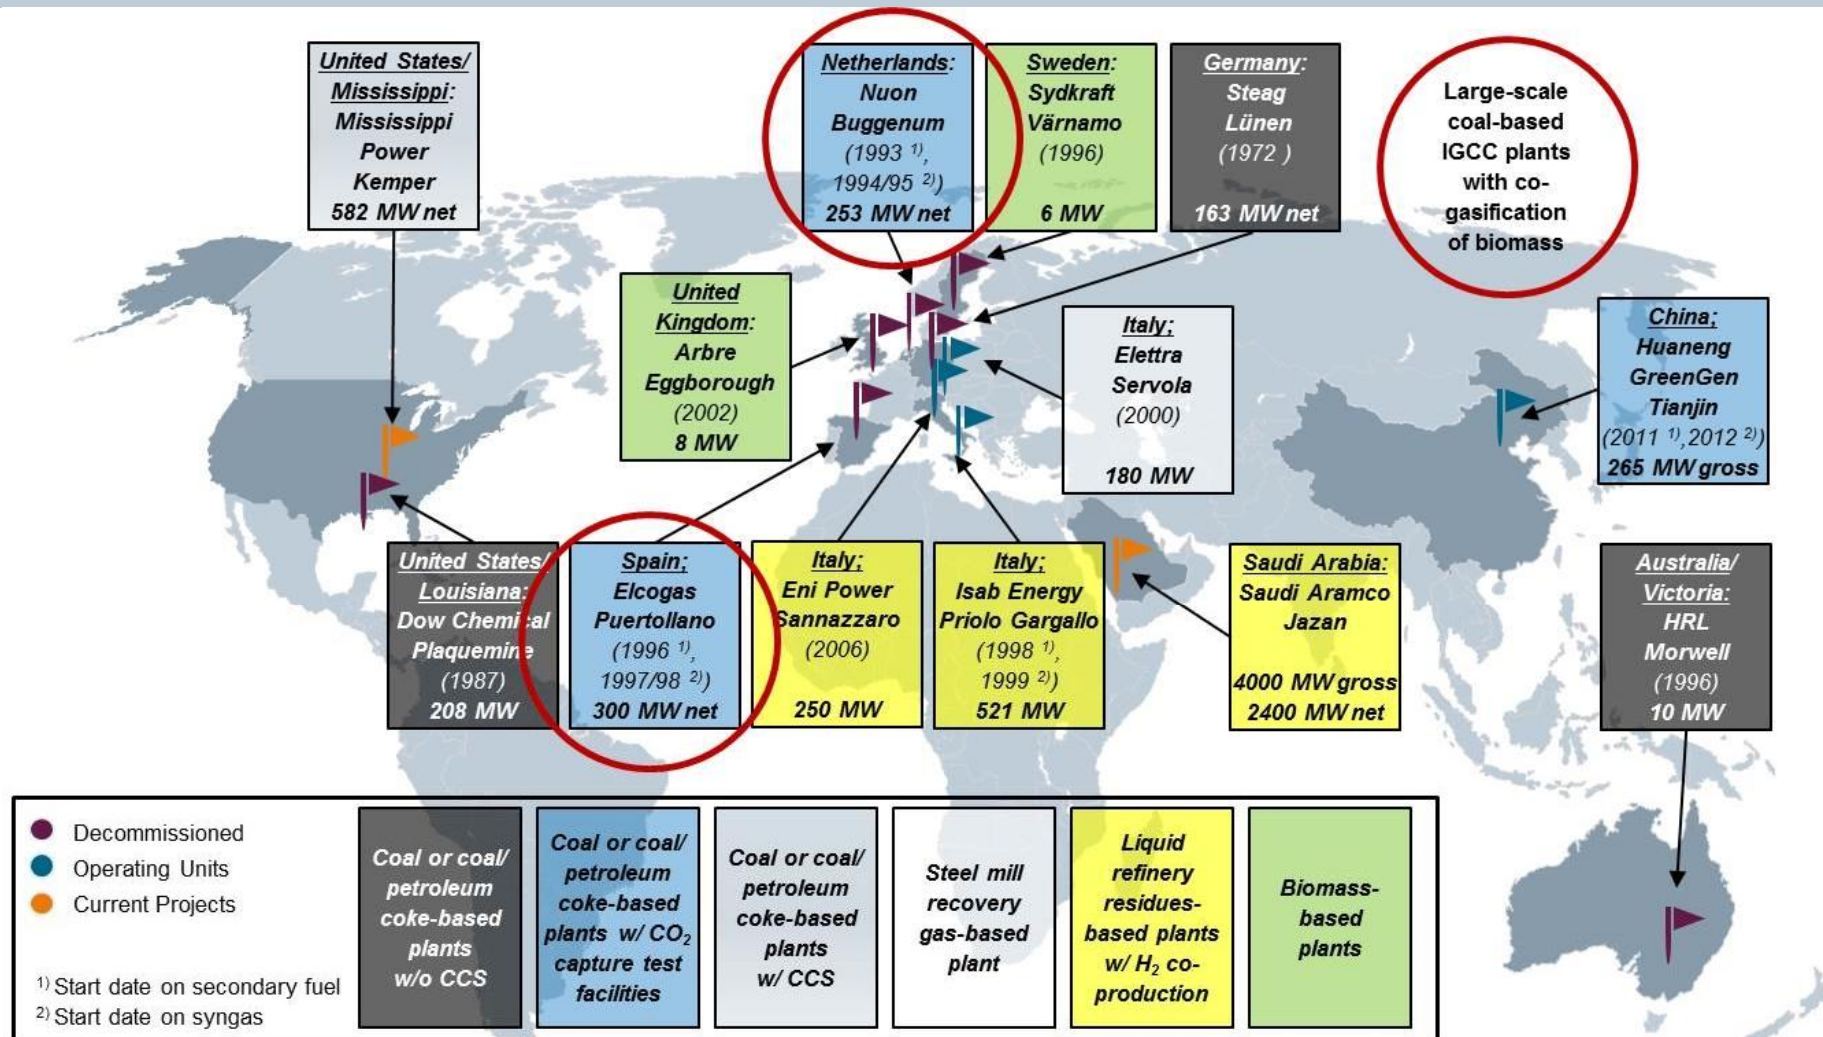 United States/
Mississippi:
Mississippi
Power
Kemper
582 MW net
Netherlands:
Nuon
Buggenum
(1993 ¹⁾,
1994/95 ²⁾)
253 MW net
Sweden:
Sydkraft
Värnamo
(1996)
6 MW
Germany:
Steag
Lünen
(1972 )
163 MW net
Large-scale
coal-based
IGCC plants
with co-
gasification
of biomass
United
Kingdom:
Arbre
Eggborough
(2002)
8 MW
Italy;
Elettra
Servola
(2000)
180 MW
China;
Huaneng
GreenGen
Tianjin
(2011 ¹⁾,2012 ²⁾)
265 MW gross
United States/
Louisiana;
Dow Chemical
Plaquemine
(1987)
208 MW
Spain;
Elcogas
Puertollano
(1996 ¹⁾,
1997/98 ²⁾)
300 MW net
Italy;
Eni Power
Sannazzaro
(2006)
250 MW
Italy;
Isab Energy
Priolo Gargallo
(1998 ¹⁾,
1999 ²⁾)
521 MW
Saudi Arabia:
Saudi Aramco
Jazan
4000 MW gross
2400 MW net
Australia/
Victoria:
HRL
Morwell
(1996)
10 MW
Decommissioned
Operating Units
Current Projects
¹⁾ Start date on secondary fuel
²⁾ Start date on syngas
Coal or coal/
petroleum
coke-based
plants
w/o CCS
Coal or coal/
petroleum
coke-based
plants w/ CO₂
capture test
facilities
Coal or coal/
petroleum
coke-based
plants
w/ CCS
Steel mill
recovery
gas-based
plant
Liquid
refinery
residues-
based plants
w/ H₂ co-
production
Biomass-
based
plants